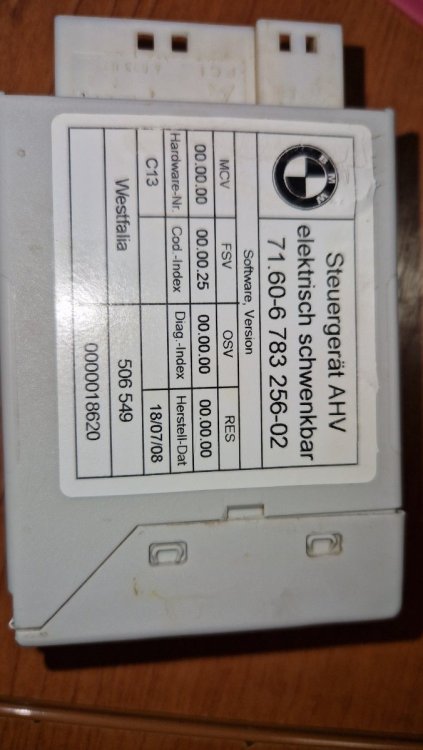 BMW
Steuergerät AHV
elektrisch schwenkbar
71.60-6 783 256-02
Software, Version
MCV FSV OSV RES
00.00.00 00.00.25 00.00.00 00.00.00
Hardware-Nr. Cod.-Index Diag.-Index Herstell-Dat
C13 18/07/08
Westfalia 506 549
0000018620